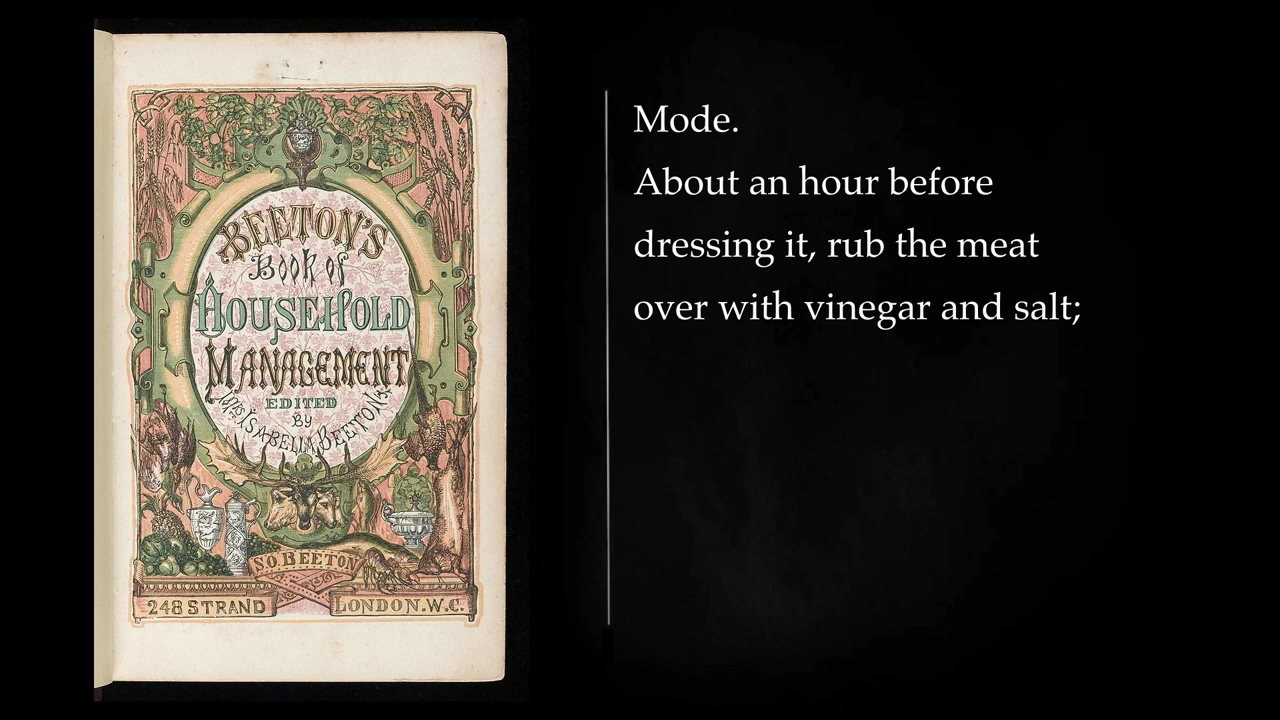 BEETON'S
Book of
HOUSEHOLD
MANAGEMENT
EDITED
BY
MRS ISABELLA BEETON
S.O. BEETON
248 STRAND
LONDON. W.C.
Mode.
About an hour before
dressing it, rub the meat
over with vinegar and salt;